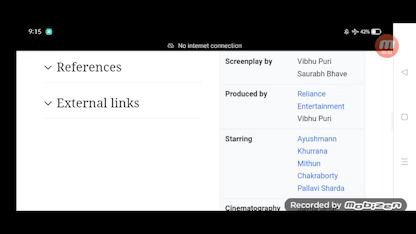 9:15
42%
No internet connection
References
External links
Screenplay by
Vibhu Puri
Saurabh Bhave
Produced by
Reliance
Entertainment
Vibhu Puri
Starring
Ayushmann
Khurrana
Mithun
Chakraborty
Pallavi Sharda
Cinematography
Recorded by mobizen